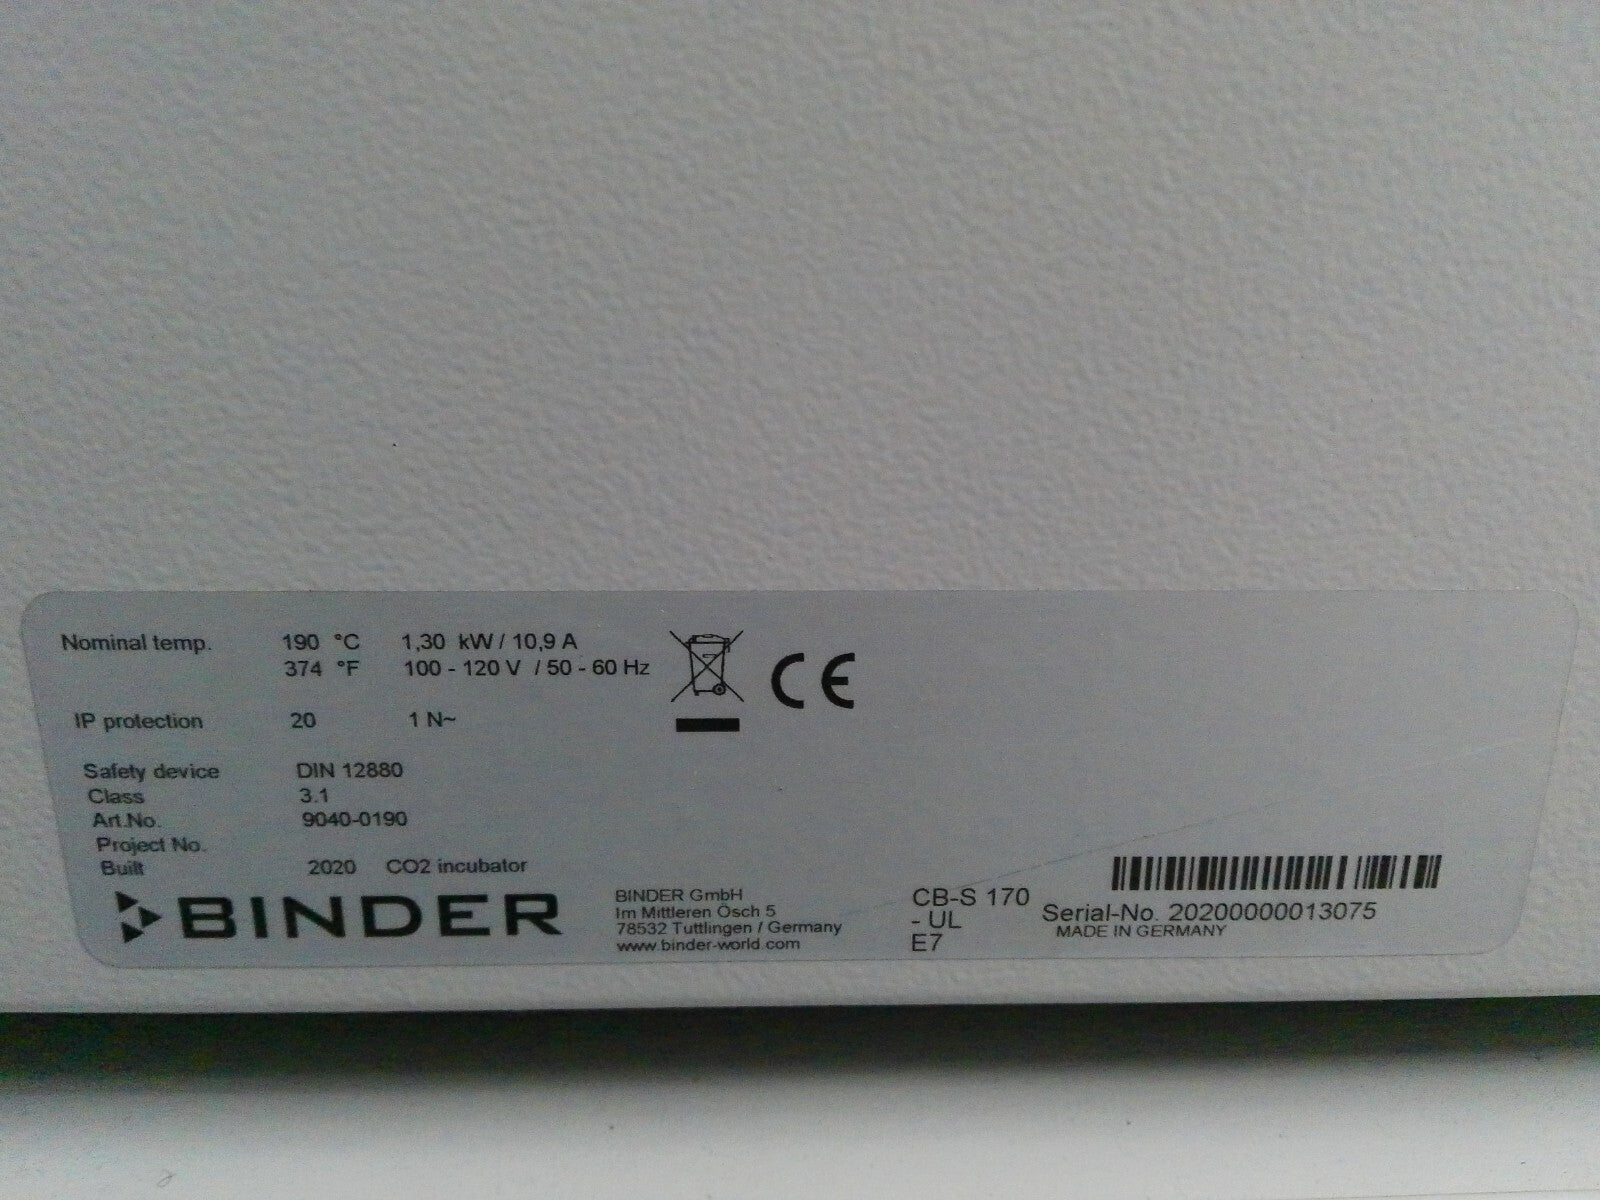 Nominal temp. 190 °C 1,30 kW / 10,9 A
374 °F 100 - 120 V / 50 - 60 Hz
IP protection 20 1 N~
Safety device DIN 12880
Class 3.1
Art.No. 9040-0190
Project No.
Built 2020 CO2 incubator
CE
BINDER
BINDER GmbH
Im Mittleren Ösch 5
78532 Tuttlingen / Germany
www.binder-world.com
CB-S 170
- UL
E7
Serial-No. 20200000013075
MADE IN GERMANY